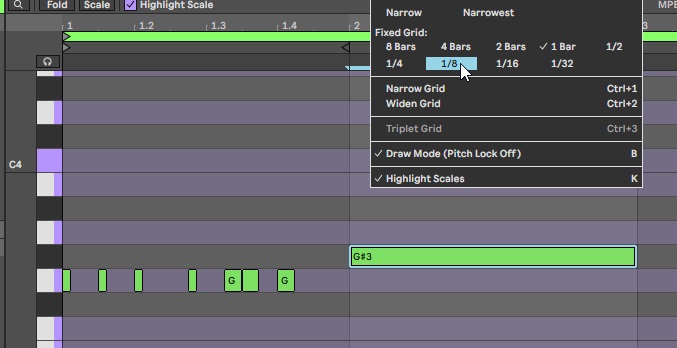 Fold Scale Highlight Scale MPE
1 1.2 1.3 1.4 2 3
Narrow Narrowest
Fixed Grid:
8 Bars 4 Bars 2 Bars ✓ 1 Bar 1/2
1/4 1/8 1/16 1/32
Narrow Grid Ctrl+1
Widen Grid Ctrl+2
Triplet Grid Ctrl+3
✓ Draw Mode (Pitch Lock Off) B
✓ Highlight Scales K
C4
G♯3
G G